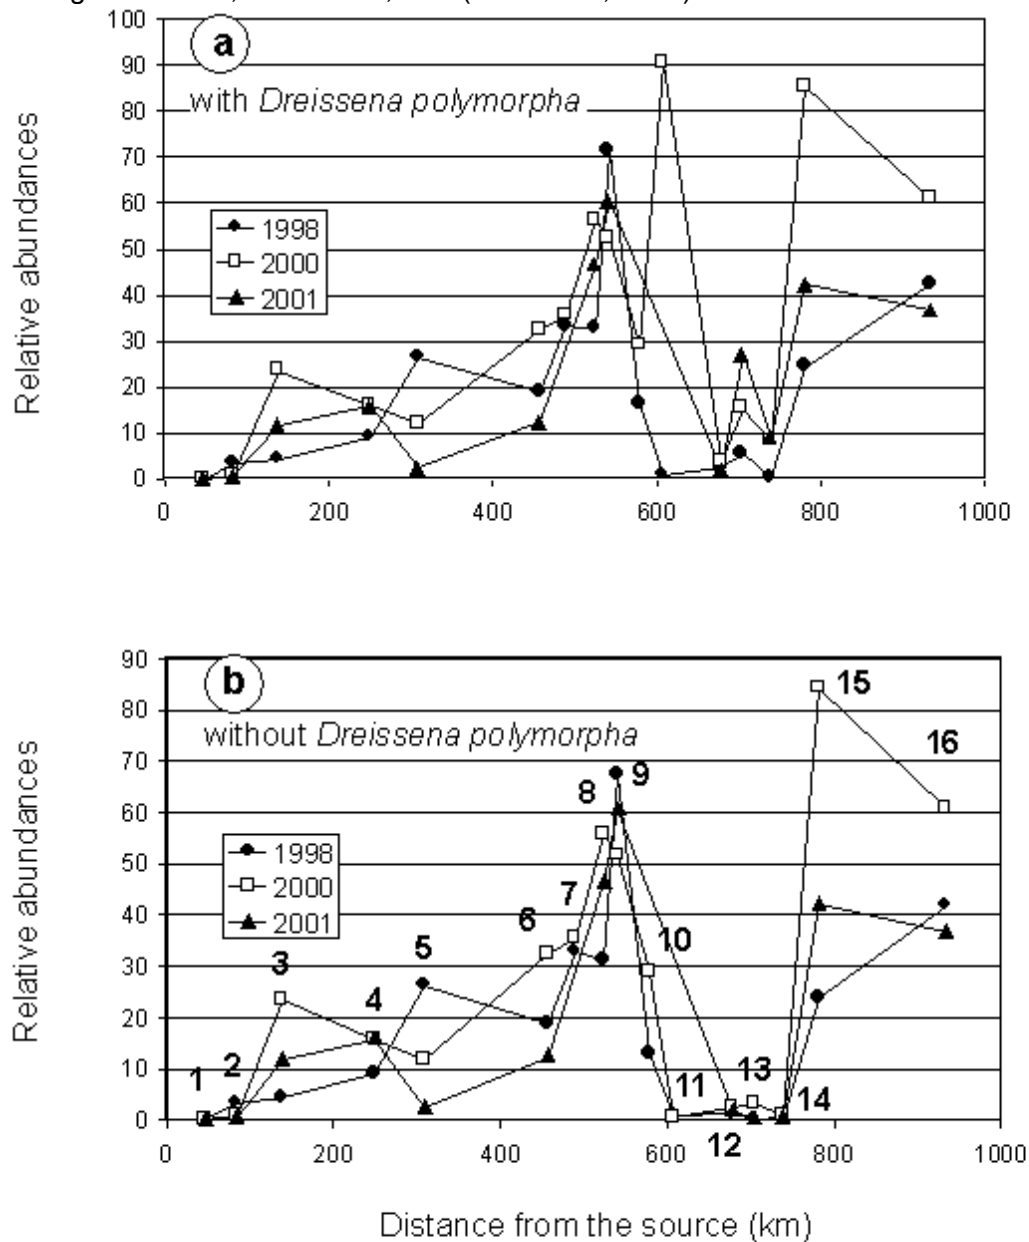 100
a
90
80
with Dreissena polymorpha
70
60
50
40
30
20
10
0
1998
2000
2001
Relative abundances
0 200 400 600 800 1000
90
b
80
without Dreissena polymorpha
70
60
50
40
30
20
10
0
1998
2000
2001
Relative abundances
1 2 3 4 5 6 7 8 9 10 11 12 13 14 15 16
0 200 400 600 800 1000
Distance from the source (km)